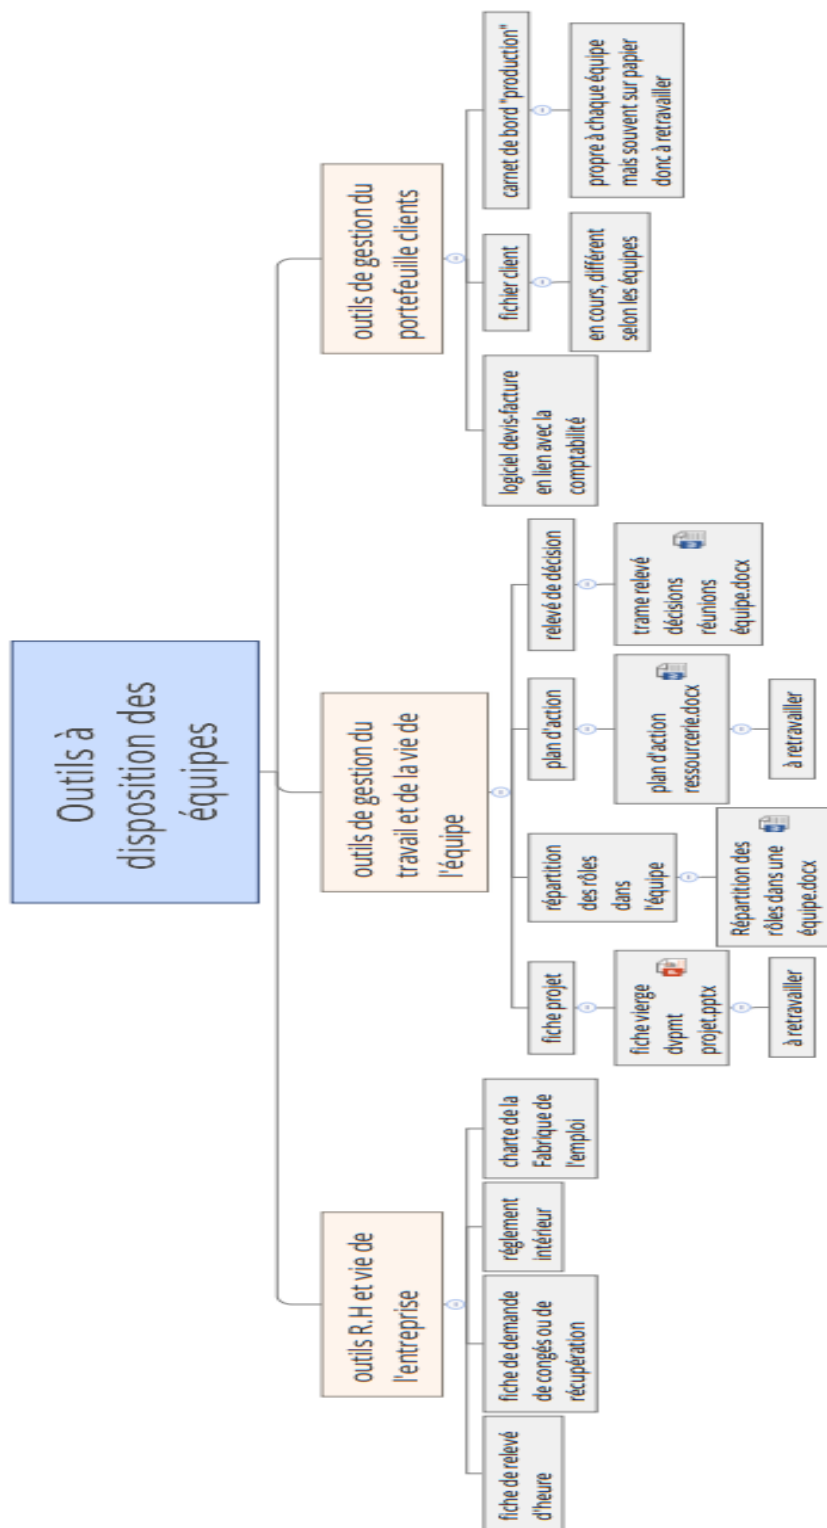 Outils à
disposition des
équipes
outils R.H et vie de
l'entreprise
fiche de relevé
d'heure
fiche de demande
de congés ou de
récupération
réglement
intérieur
charte de la
Fabrique de
l'emploi
outils de gestion du
travail et de la vie de
l'équipe
fiche projet
fiche vierge
dvpmt
projet.pptx
à retravailler
répartition
des rôles
dans
l'équipe
Répartition des
rôles dans une
équipe.docx
plan d'action
plan d'action
ressourcerie.docx
à retravailler
relevé de décision
trame relevé
décisions
réunions
équipe.docx
outils de gestion du
portefeuille clients
logiciel devis-facture
en lien avec la
comptabilité
fichier client
en cours, différent
selon les équipes
carnet de bord "production"
propre à chaque équipe
mais souvent sur papier
donc à retravailler